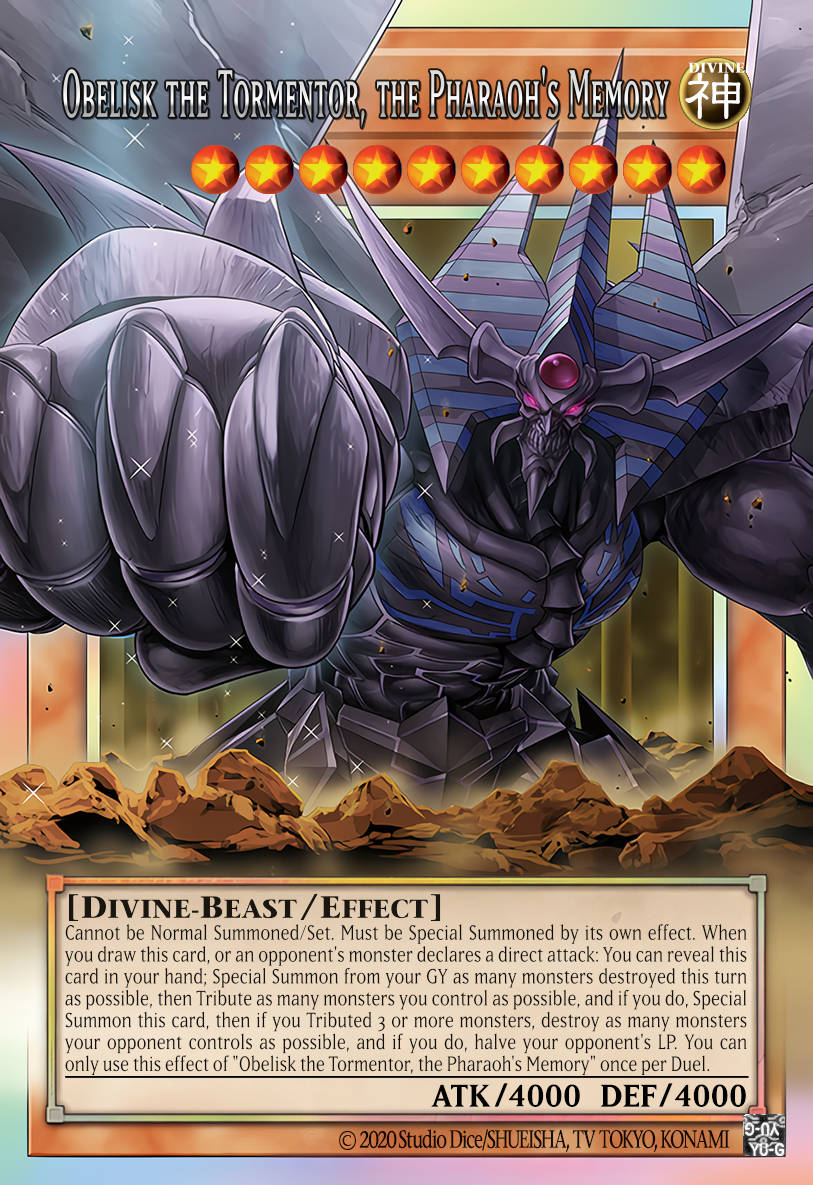 Obelisk the Tormentor, the Pharaoh's Memory
DIVINE
神
[Divine-Beast/Effect]
Cannot be Normal Summoned/Set. Must be Special Summoned by its own effect. When
you draw this card, or an opponent's monster declares a direct attack: You can reveal this
card in your hand; Special Summon from your GY as many monsters destroyed this turn
as possible, then Tribute as many monsters you control as possible, and if you do, Special
Summon this card, then if you Tributed 3 or more monsters, destroy as many monsters
your opponent controls as possible, and if you do, halve your opponent's LP. You can
only use this effect of "Obelisk the Tormentor, the Pharaoh's Memory" once per Duel.
ATK/4000 DEF/4000
© 2020 Studio Dice/SHUEISHA, TV TOKYO, KONAMI
YU-G
YU-G